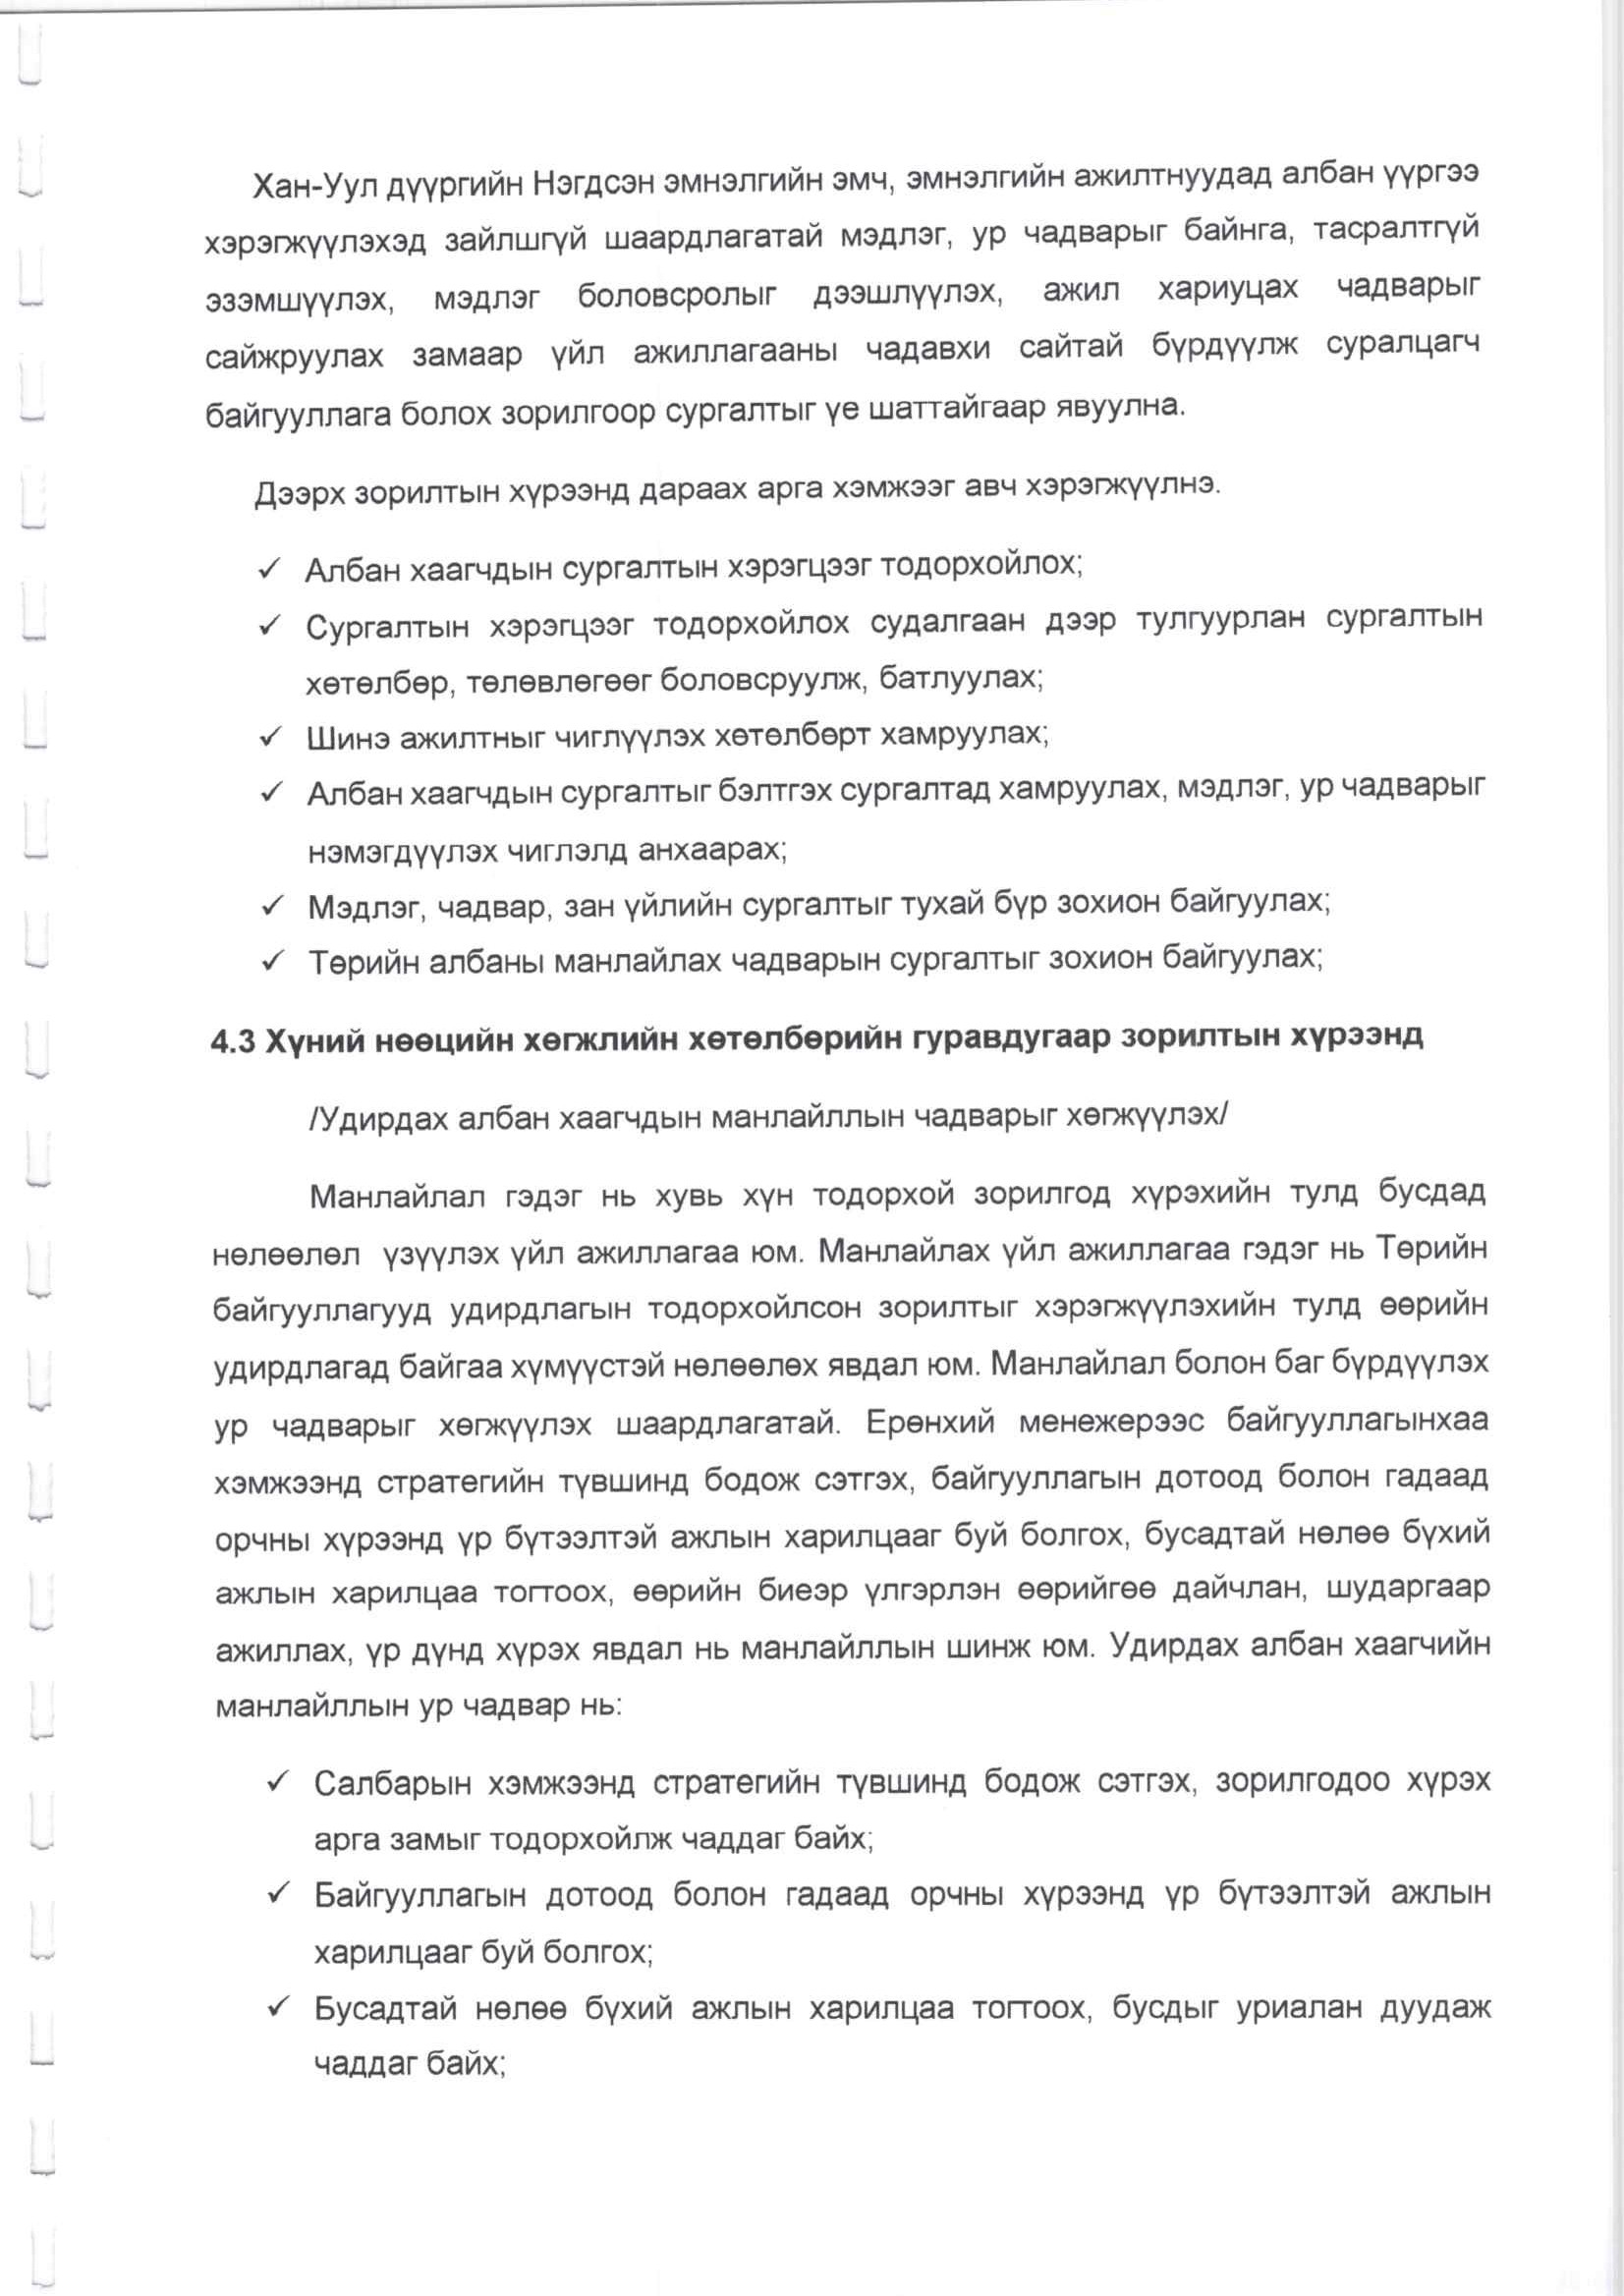 Хан-Уул дүүргийн Нэгдсэн эмнэлгийн эмч, эмнэлгийн ажилтнуудад албан үүргээ
хэрэгжүүлэхэд зайлшгүй шаардлагатай мэдлэг, ур чадварыг байнга, тасралтгүй
эзэмшүүлэх, мэдлэг боловсролыг дээшлүүлэх, ажил хариуцах чадварыг
сайжруулах замаар үйл ажиллагааны чадавхи сайтай бүрдүүлж суралцагч
байгууллага болох зорилгоор сургалтыг үе шаттайгаар явуулна.
Дээрх зорилтын хүрээнд дараах арга хэмжээг авч хэрэгжүүлнэ.
✓ Албан хаагчдын сургалтын хэрэгцээг тодорхойлох;
✓ Сургалтын хэрэгцээг тодорхойлох судалгаан дээр тулгуурлан сургалтын
хөтөлбөр, төлөвлөгөөг боловсруулж, батлуулах;
✓ Шинэ ажилтныг чиглүүлэх хөтөлбөрт хамруулах;
✓ Албан хаагчдын сургалтыг бэлтгэх сургалтад хамруулах, мэдлэг, ур чадварыг
нэмэгдүүлэх чиглэлд анхаарах;
✓ Мэдлэг, чадвар, зан үйлийн сургалтыг тухай бүр зохион байгуулах;
✓ Төрийн албаны манлайлах чадварын сургалтыг зохион байгуулах;
4.3 Хүний нөөцийн хөгжлийн хөтөлбөрийн гуравдугаар зорилтын хүрээнд
/Удирдах албан хаагчдын манлайллын чадварыг хөгжүүлэх/
Манлайлал гэдэг нь хувь хүн тодорхой зорилгод хүрэхийн тулд бусдад
нөлөөлөл үзүүлэх үйл ажиллагаа юм. Манлайлах үйл ажиллагаа гэдэг нь Төрийн
байгууллагууд удирдлагын тодорхойлсон зорилтыг хэрэгжүүлэхийн тулд өөрийн
удирдлагад байгаа хүмүүстэй нөлөөлөх явдал юм. Манлайлал болон баг бүрдүүлэх
ур чадварыг хөгжүүлэх шаардлагатай. Ерөнхий менежерээс байгууллагынхаа
хэмжээнд стратегийн түвшинд бодож сэтгэх, байгууллагын дотоод болон гадаад
орчны хүрээнд үр бүтээлтэй ажлын харилцааг буй болгох, бусадтай нөлөө бүхий
ажлын харилцаа тогтоох, өөрийн биеэр үлгэрлэн өөрийгөө дайчлан, шударгаар
ажиллах, үр дүнд хүрэх явдал нь манлайллын шинж юм. Удирдах албан хаагчийн
манлайллын ур чадвар нь:
✓ Салбарын хэмжээнд стратегийн түвшинд бодож сэтгэх, зорилгодоо хүрэх
арга замыг тодорхойлж чаддаг байх;
✓ Байгууллагын дотоод болон гадаад орчны хүрээнд үр бүтээлтэй ажлын
харилцааг буй болгох;
✓ Бусадтай нөлөө бүхий ажлын харилцаа тогтоох, бусдыг уриалан дуудаж
чаддаг байх;